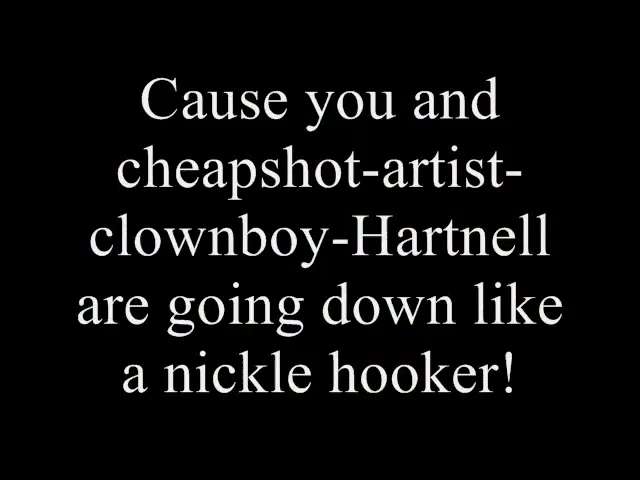 Cause you and
cheapshot-artist-
clownboy-Hartnell
are going down like
a nickle hooker!